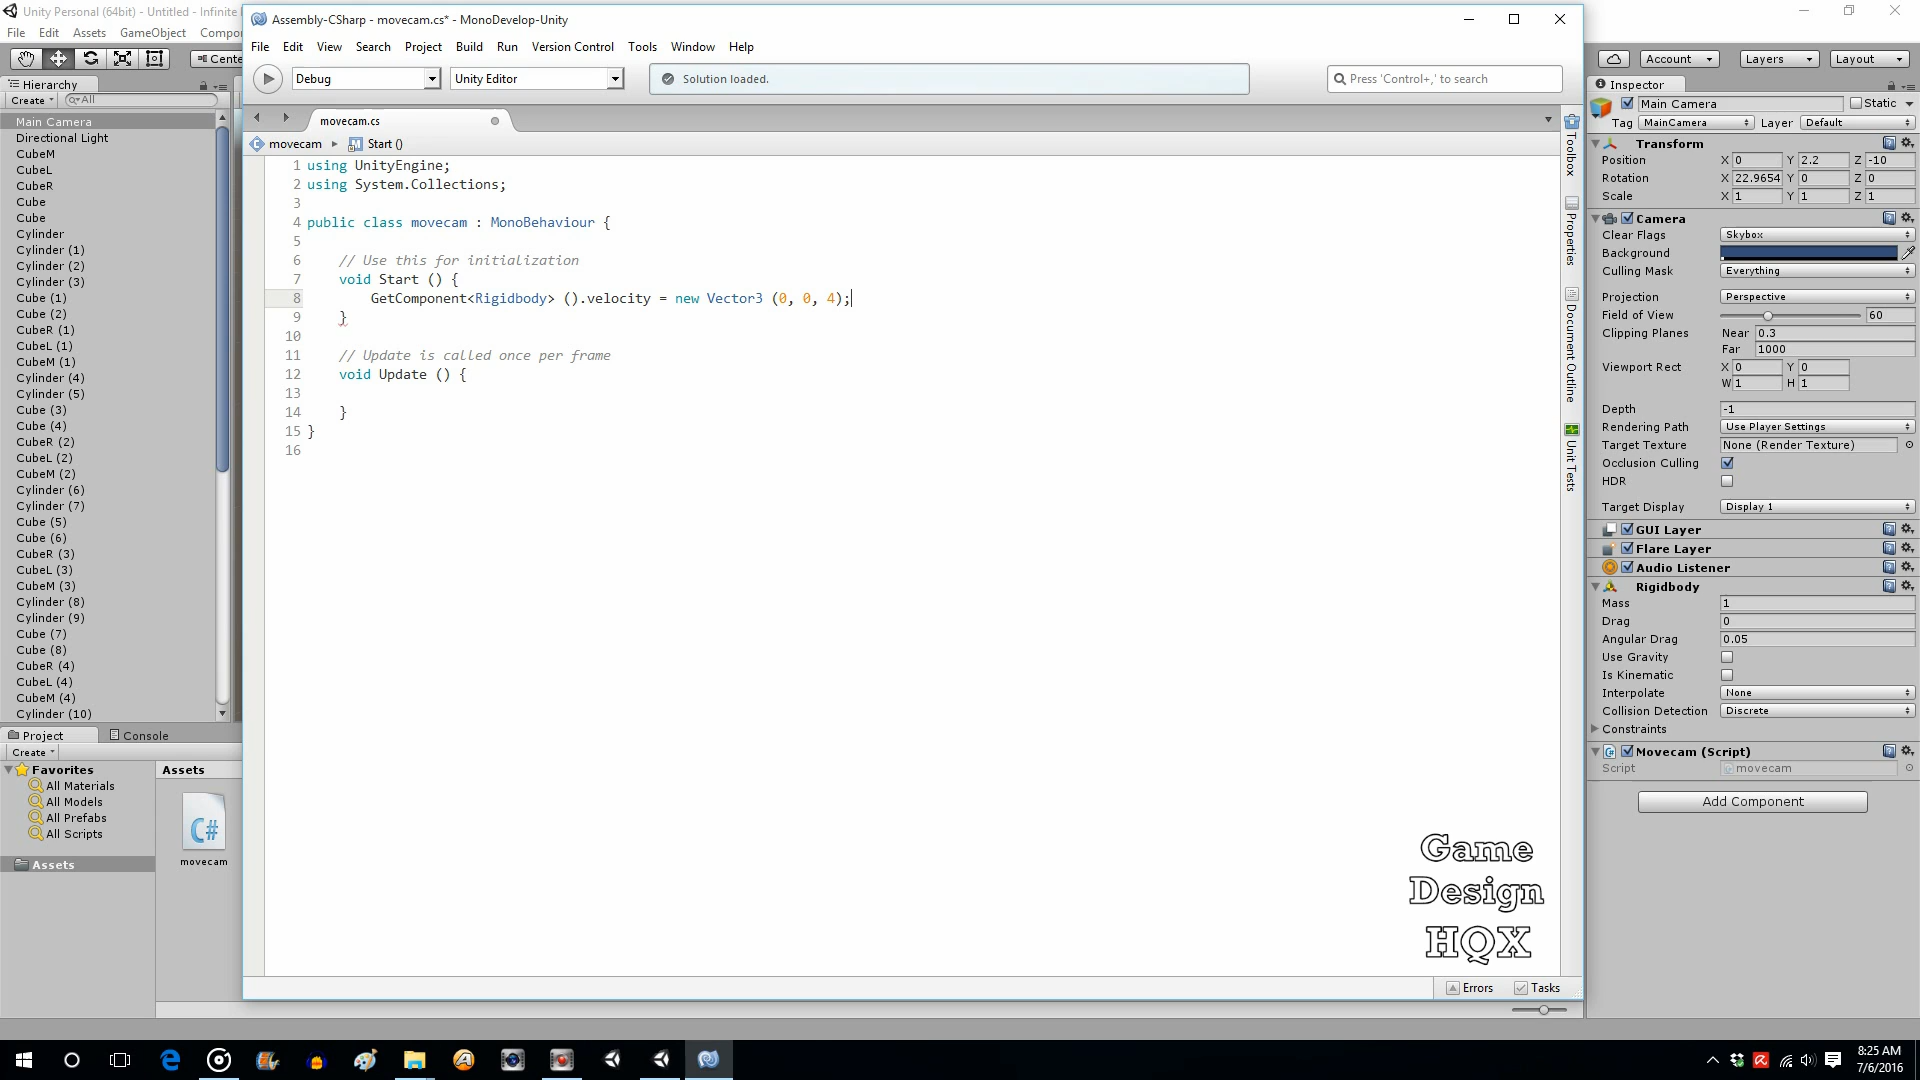 Unity Personal (64bit) - Untitled - Infinite
File Edit Assets GameObject Compo
Cente
Account
Layers
Layout
Hierarchy
Create
All
Main Camera
Directional Light
CubeM
CubeL
CubeR
Cube
Cube
Cylinder
Cylinder (1)
Cylinder (2)
Cylinder (3)
Cube (1)
Cube (2)
CubeR (1)
CubeL (1)
CubeM (1)
Cylinder (4)
Cylinder (5)
Cube (3)
Cube (4)
CubeR (2)
CubeL (2)
CubeM (2)
Cylinder (6)
Cylinder (7)
Cube (5)
Cube (6)
CubeR (3)
CubeL (3)
CubeM (3)
Cylinder (8)
Cylinder (9)
Cube (7)
Cube (8)
CubeR (4)
CubeL (4)
CubeM (4)
Cylinder (10)
Project
Console
Create
Favorites
All Materials
All Models
All Prefabs
All Scripts
Assets
Assets
C#
movecam
Assembly-CSharp - movecam.cs* - MonoDevelop-Unity
File Edit View Search Project Build Run Version Control Tools Window Help
Debug
Unity Editor
Solution loaded.
Press 'Control+,' to search
movecam.cs
movecam
Start ()
1 using UnityEngine;
2 using System.Collections;
3
4 public class movecam : MonoBehaviour {
5
6 // Use this for initialization
7 void Start () {
8 GetComponent<Rigidbody> ().velocity = new Vector3 (0, 0, 4);
9 }
10
11 // Update is called once per frame
12 void Update () {
13
14 }
15 }
16
Toolbox
Properties
Document Outline
Unit Tests
Game
Design
HQX
Errors
Tasks
Inspector
Main Camera
Static
Tag MainCamera Layer Default
Transform
Position X 0 Y 2.2 Z -10
Rotation X 22.9654 Y 0 Z 0
Scale X 1 Y 1 Z 1
Camera
Clear Flags Skybox
Background
Culling Mask Everything
Projection Perspective
Field of View 60
Clipping Planes Near 0.3
Far 1000
Viewport Rect X 0 Y 0
W 1 H 1
Depth -1
Rendering Path Use Player Settings
Target Texture None (Render Texture)
Occlusion Culling
HDR
Target Display Display 1
GUI Layer
Flare Layer
Audio Listener
Rigidbody
Mass 1
Drag 0
Angular Drag 0.05
Use Gravity
Is Kinematic
Interpolate None
Collision Detection Discrete
Constraints
Movecam (Script)
Script movecam
Add Component
8:25 AM
7/6/2016